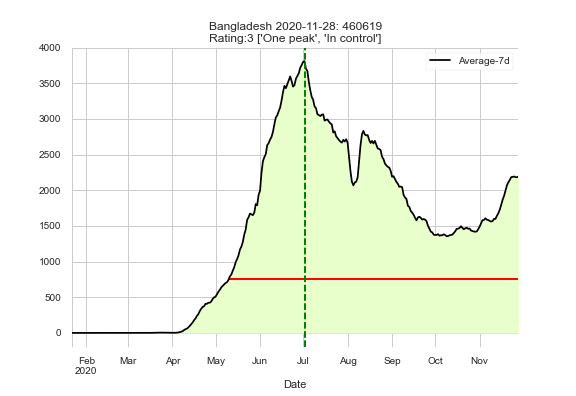 Bangladesh 2020-11-28: 460619
Rating:3 ['One peak', 'In control']
Average-7d
4000
3500
3000
2500
2000
1500
1000
500
0
Feb Mar Apr May Jun Jul Aug Sep Oct Nov
2020
Date